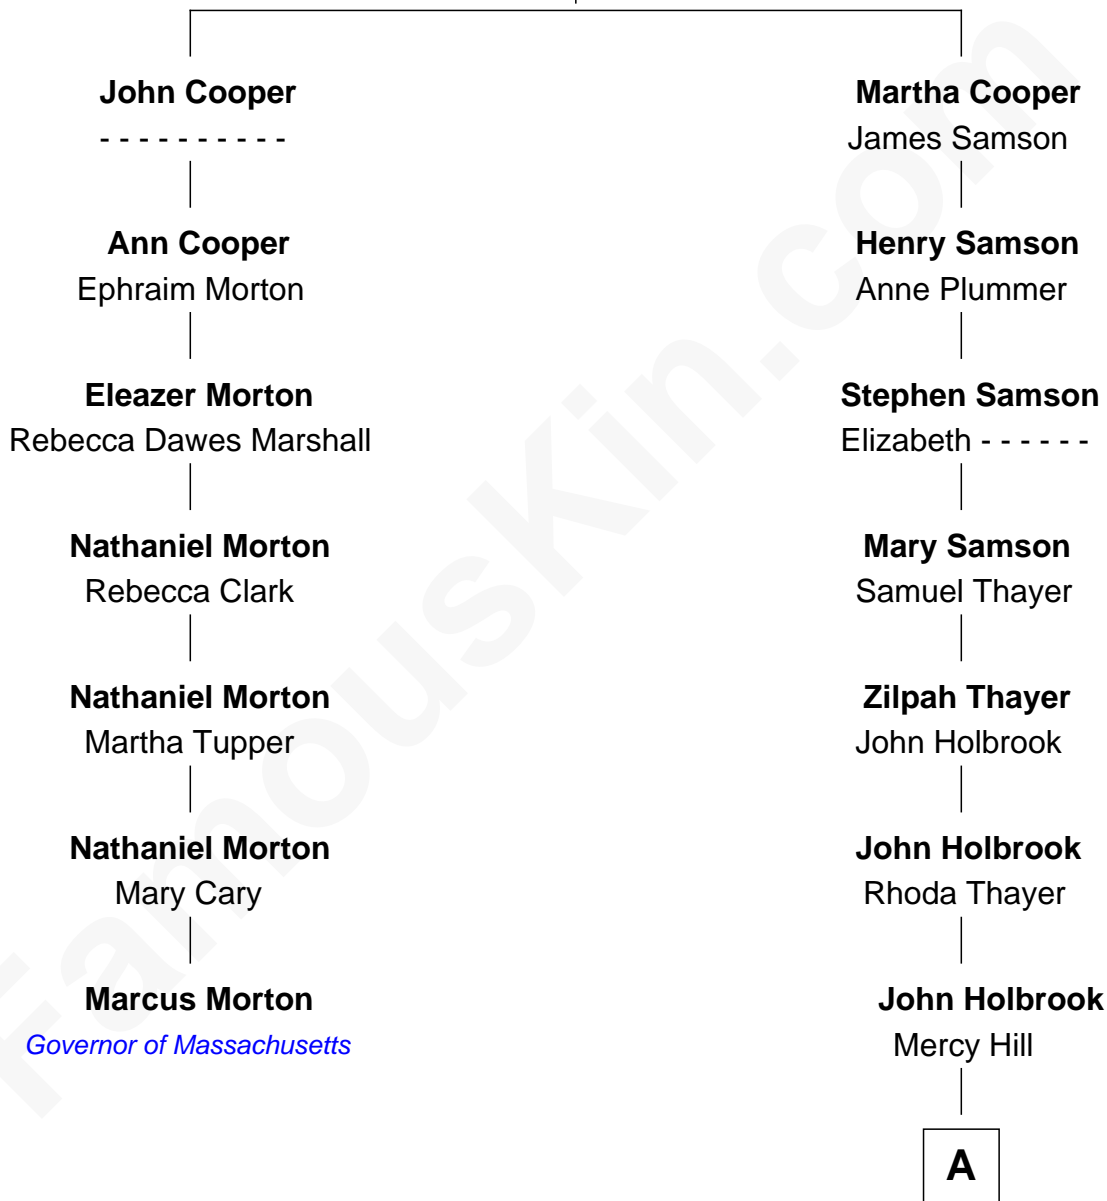 John Cooper
- - - - - - - - - -
Ann Cooper
Ephraim Morton
Eleazer Morton
Rebecca Dawes Marshall
Nathaniel Morton
Rebecca Clark
Nathaniel Morton
Martha Tupper
Nathaniel Morton
Mary Cary
Marcus Morton
Governor of Massachusetts
Martha Cooper
James Samson
Henry Samson
Anne Plummer
Stephen Samson
Elizabeth - - - - - -
Mary Samson
Samuel Thayer
Zilpah Thayer
John Holbrook
John Holbrook
Rhoda Thayer
John Holbrook
Mercy Hill
A
FamousKin.com